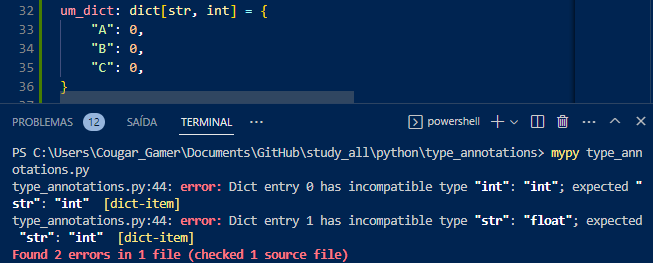 32 um_dict: dict[str, int] = {
33 "A": 0,
34 "B": 0,
35 "C": 0,
36 }
PROBLEMAS 12 SAÍDA TERMINAL ··· powershell
PS C:\Users\Cougar_Gamer\Documents\GitHub\study_all\python\type_annotations> mypy type_ann
otations.py
type_annotations.py:44: error: Dict entry 0 has incompatible type "int": "int"; expected "
str": "int"  [dict-item]
type_annotations.py:44: error: Dict entry 1 has incompatible type "str": "float"; expected
 "str": "int"  [dict-item]
Found 2 errors in 1 file (checked 1 source file)